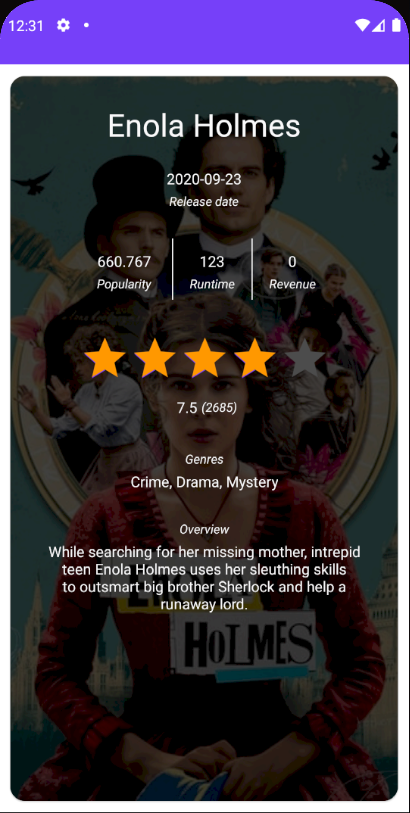 12:31
Enola Holmes
2020-09-23
Release date
660.767 123 0
Popularity Runtime Revenue
7.5 (2685)
Genres
Crime, Drama, Mystery
Overview
While searching for her missing mother, intrepid
teen Enola Holmes uses her sleuthing skills
to outsmart big brother Sherlock and help a
runaway lord.
ENOLA
HOLMES